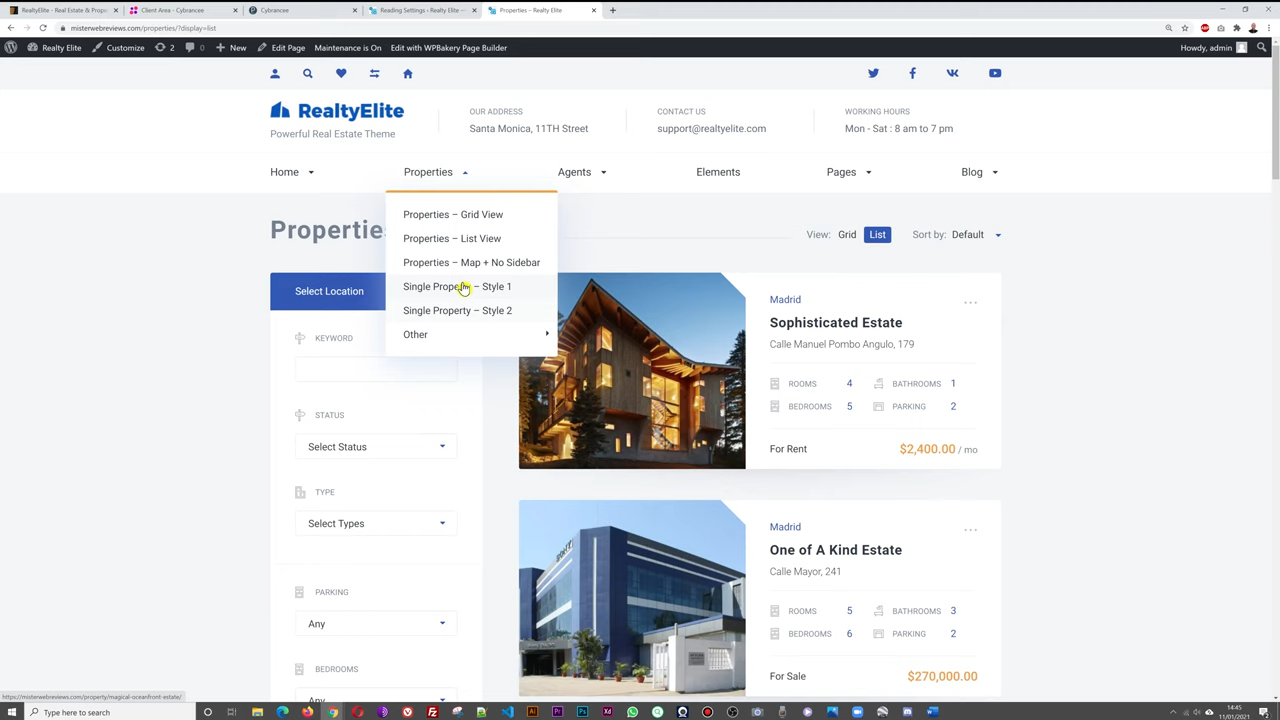 RealtyElite - Real Estate & Prop
Client Area - Cybrancee
Cybrancee
Reading Settings ‹ Realty Elite —
Properties – Realty Elite
misterwebreviews.com/properties/?display=list
Realty Elite
Customize
2
0
New
Edit Page
Maintenance is On
Edit with WPBakery Page Builder
Howdy, admin
RealtyElite
Powerful Real Estate Theme
OUR ADDRESS
Santa Monica, 11TH Street
CONTACT US
support@realtyelite.com
WORKING HOURS
Mon - Sat : 8 am to 7 pm
Home
Properties
Agents
Elements
Pages
Blog
Properties – Grid View
Properties – List View
Properties – Map + No Sidebar
Single Property – Style 1
Single Property – Style 2
Other
Properties
View:
Grid
List
Sort by:
Default
Select Location
KEYWORD
STATUS
Select Status
TYPE
Select Types
PARKING
Any
BEDROOMS
Any
Madrid
Sophisticated Estate
Calle Manuel Pombo Angulo, 179
ROOMS 4 BATHROOMS 1
BEDROOMS 5 PARKING 2
For Rent $2,400.00 / mo
Madrid
One of A Kind Estate
Calle Mayor, 241
ROOMS 5 BATHROOMS 3
BEDROOMS 6 PARKING 2
For Sale $270,000.00
https://misterwebreviews.com/property/magical-oceanfront-estate/
Type here to search
14:45
11/01/2021